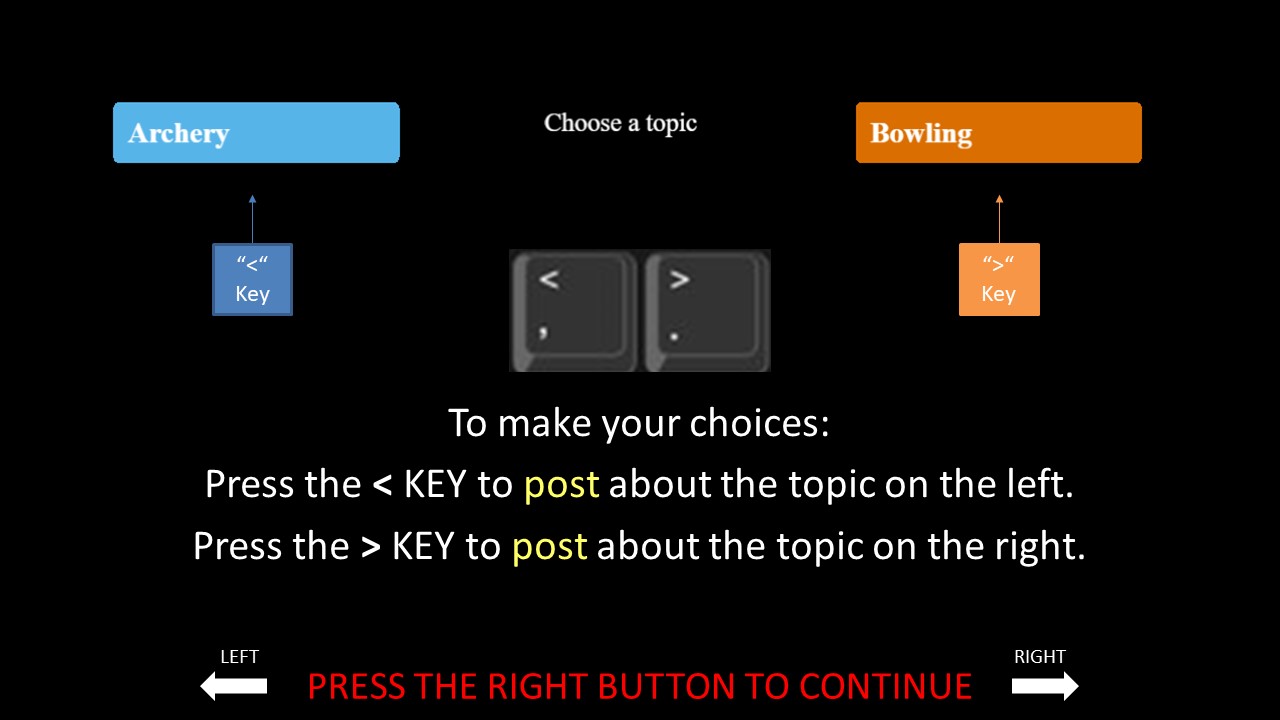 Archery
Choose a topic
Bowling
“<“
Key
“>“
Key
<
,
>
.
To make your choices:
Press the < KEY to post about the topic on the left.
Press the > KEY to post about the topic on the right.
LEFT
RIGHT
PRESS THE RIGHT BUTTON TO CONTINUE